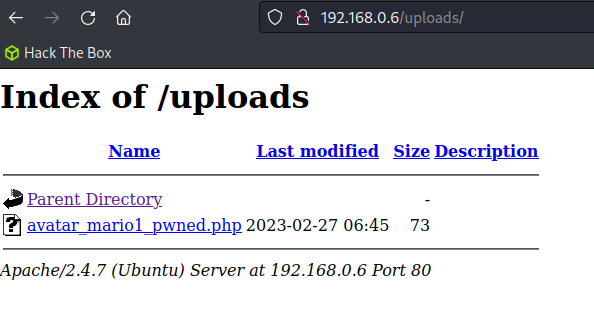 192.168.0.6/uploads/
Hack The Box
Index of /uploads
Name Last modified Size Description
Parent Directory -
avatar_mario1_pwned.php 2023-02-27 06:45 73
Apache/2.4.7 (Ubuntu) Server at 192.168.0.6 Port 80